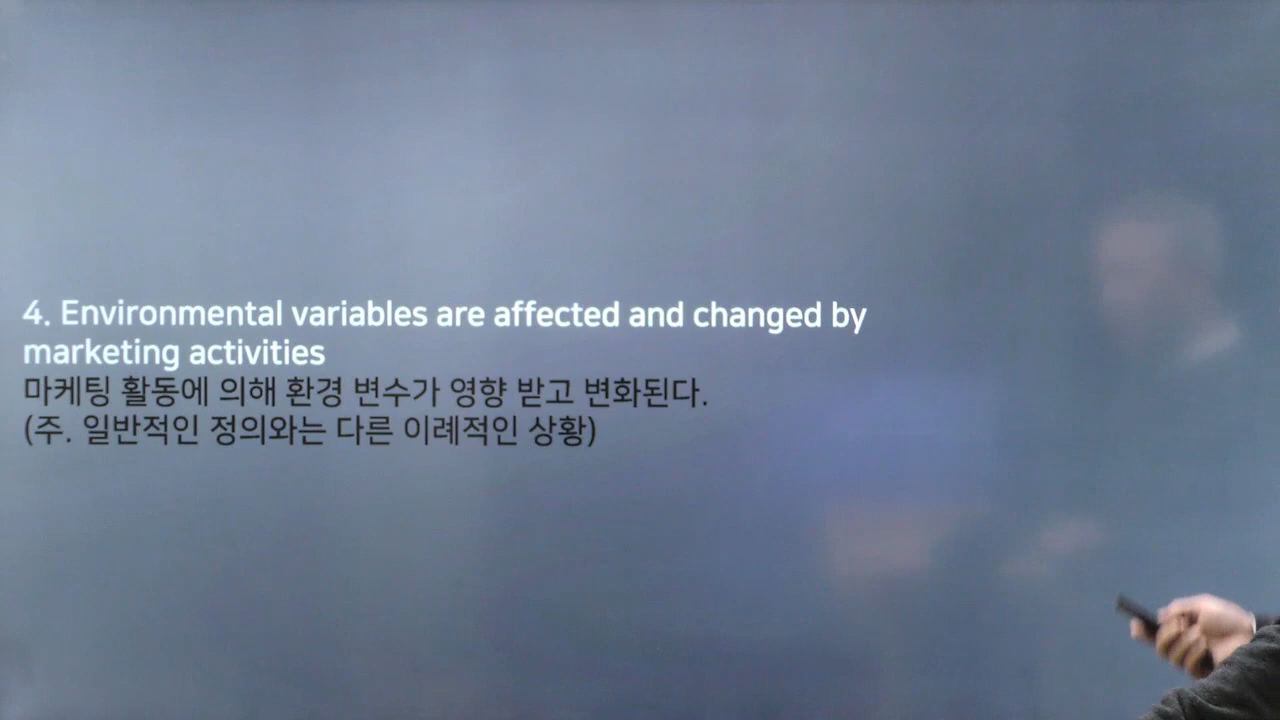 4. Environmental variables are affected and changed by
marketing activities
마케팅 활동에 의해 환경 변수가 영향 받고 변화된다.
(주. 일반적인 정의와는 다른 이례적인 상황)